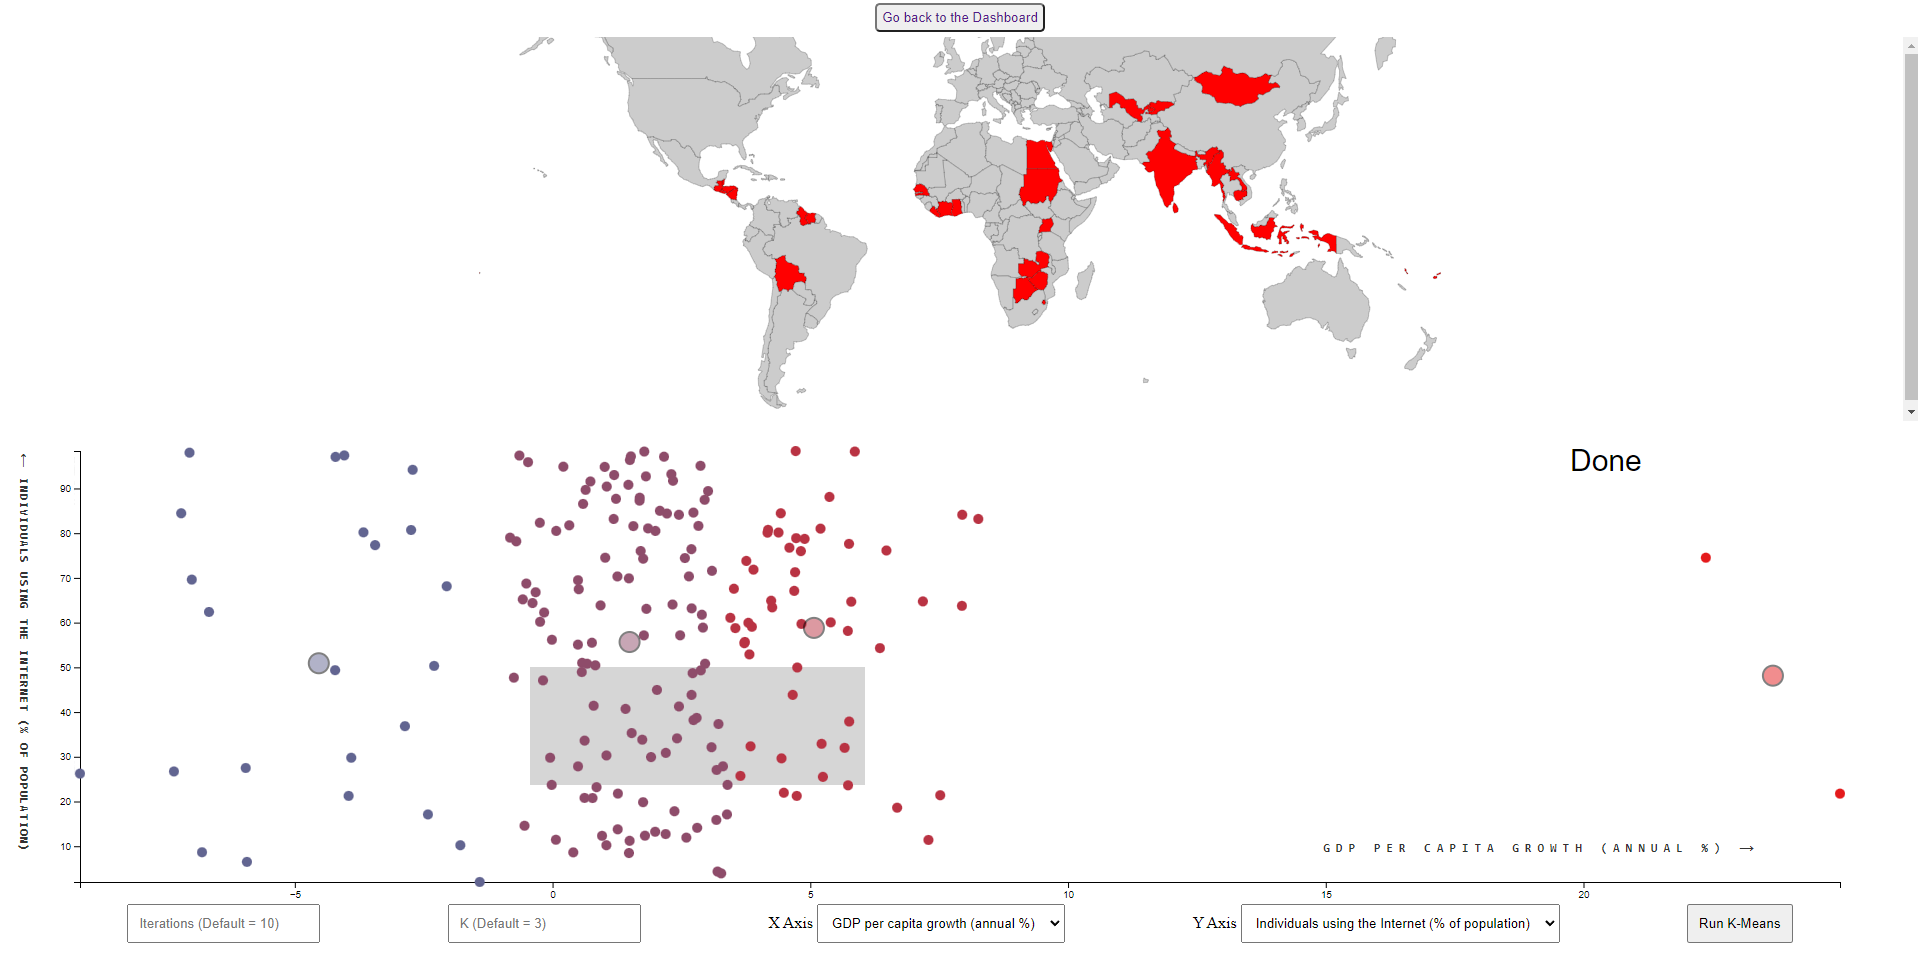 Go back to the Dashboard
Done
← INDIVIDUALS USING THE INTERNET (% OF POPULATION)
90
80
70
60
50
40
30
20
10
GDP PER CAPITA GROWTH (ANNUAL %) →
−5
0
5
10
15
20
Iterations (Default = 10)
K (Default = 3)
X Axis
GDP per capita growth (annual %)
Y Axis
Individuals using the Internet (% of population)
Run K-Means